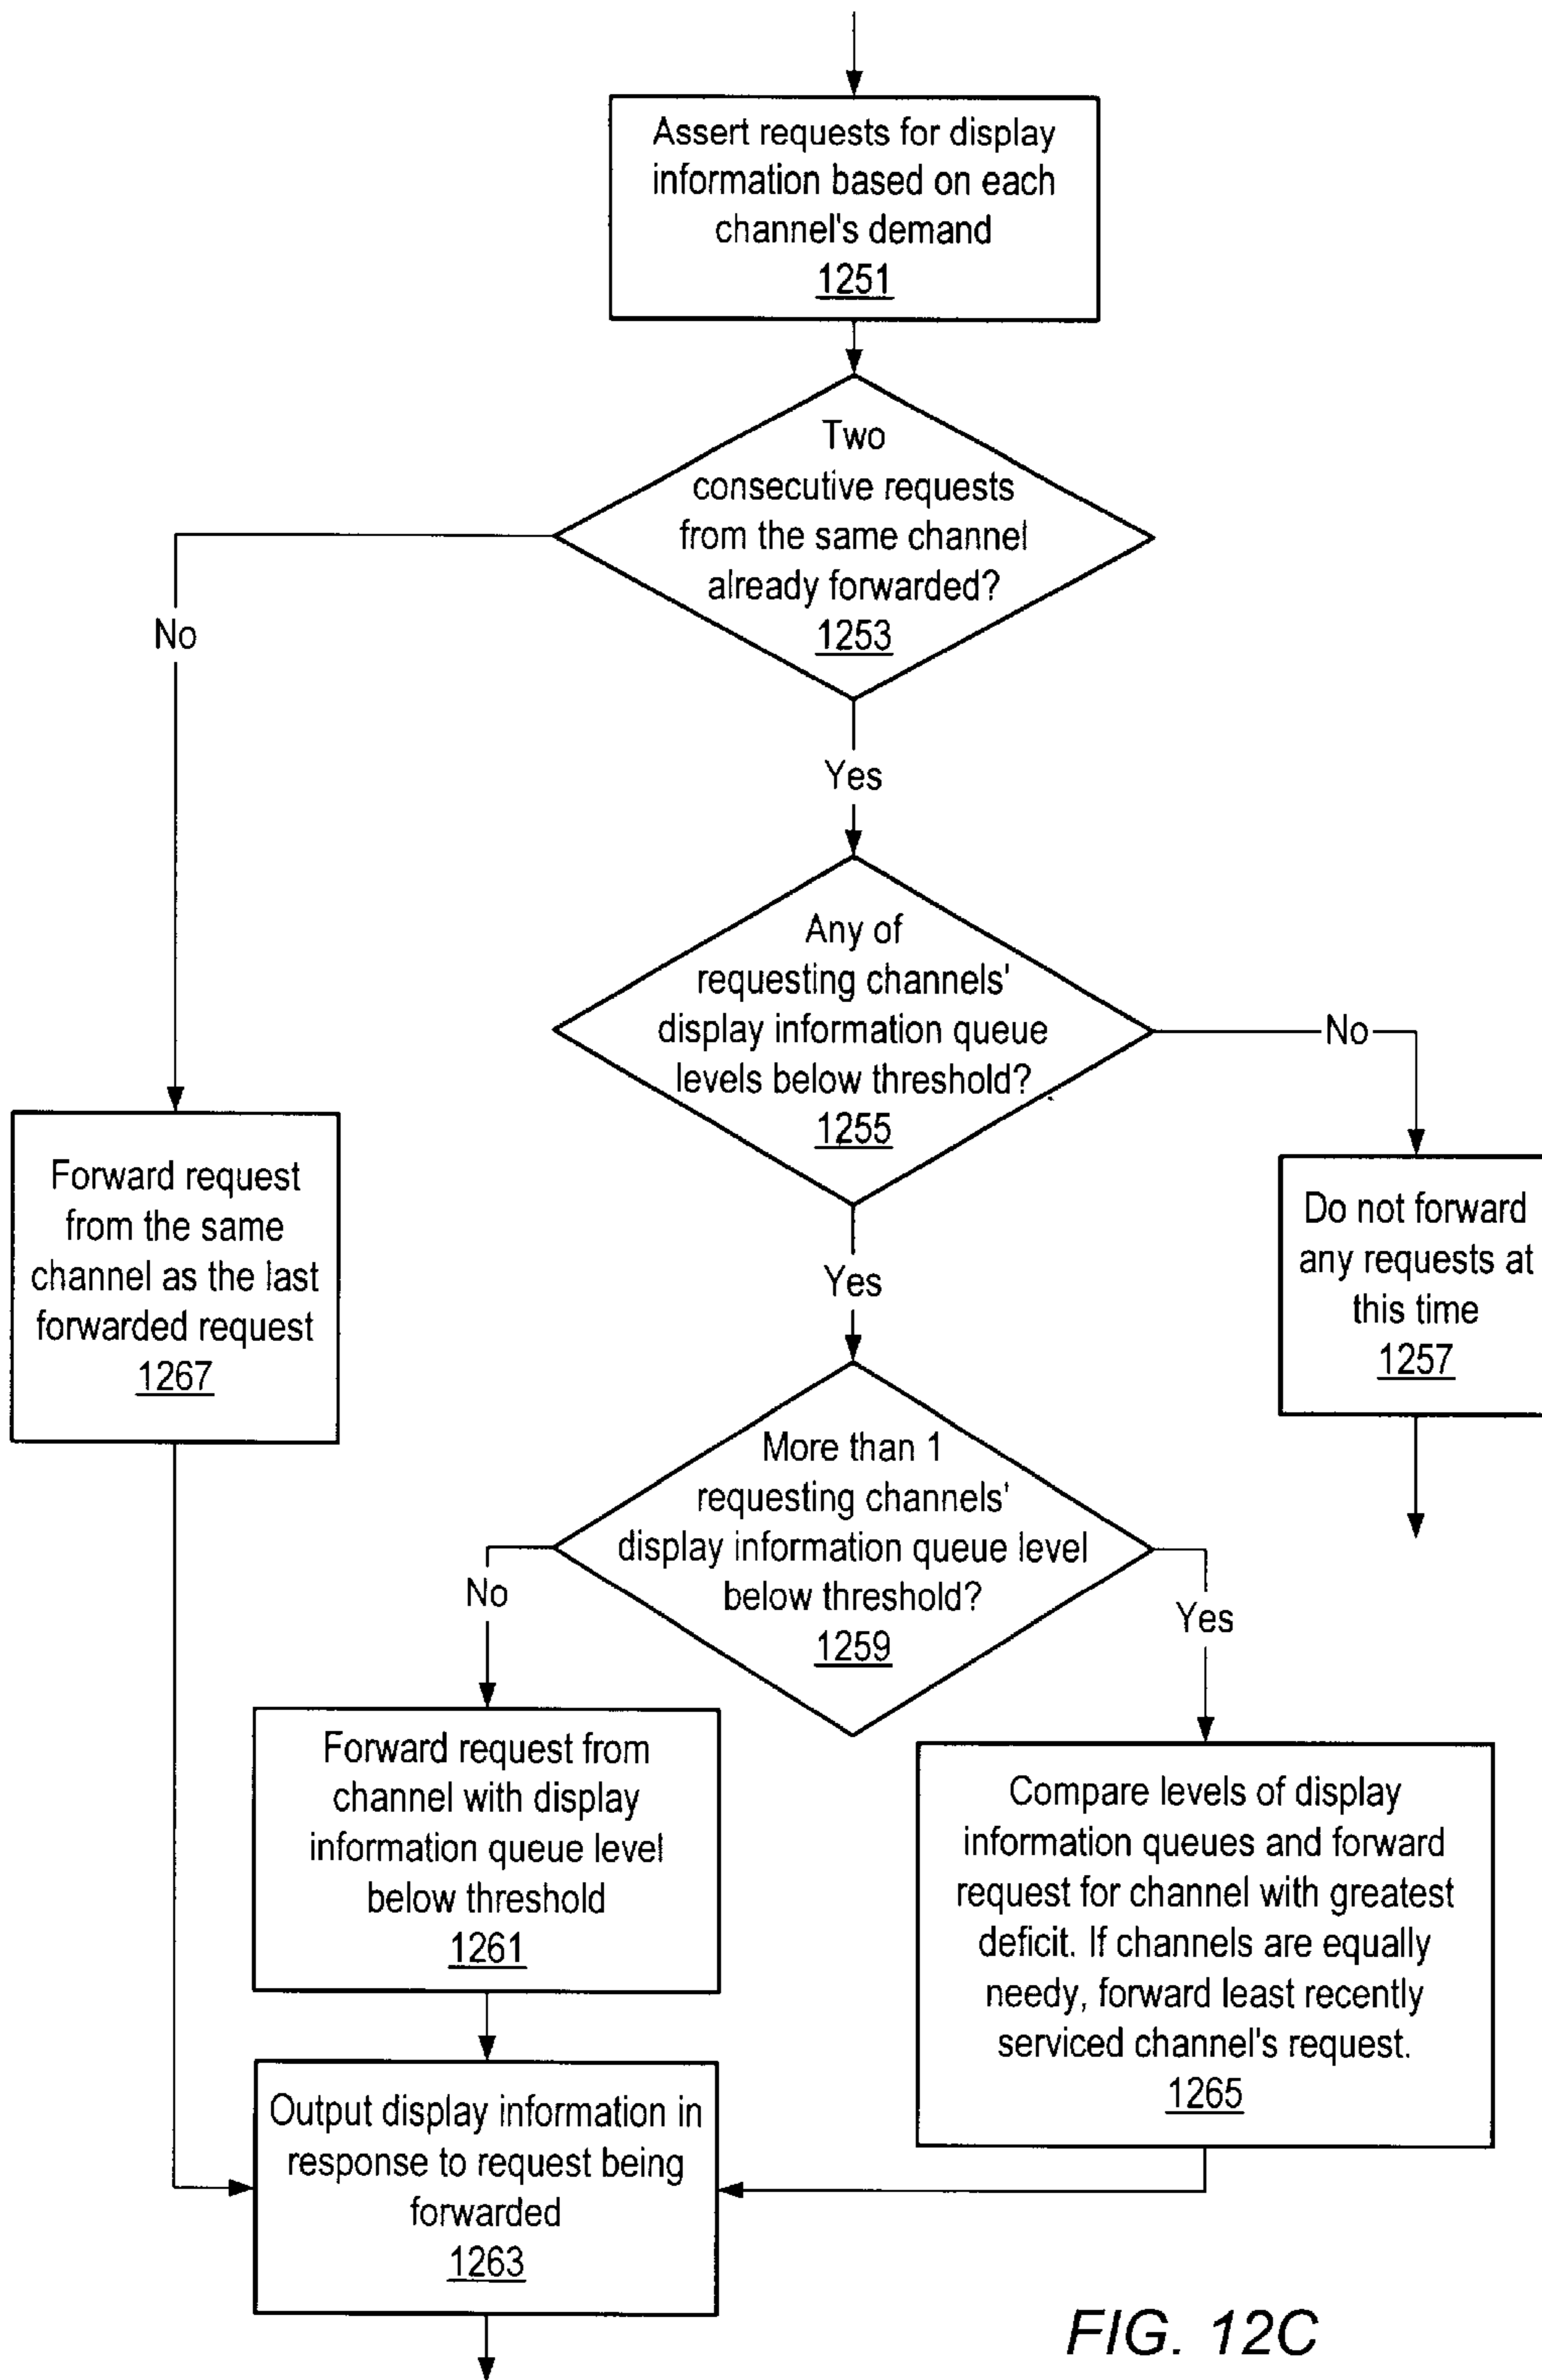 Assert requests for display
information based on each
channel's demand
1251
Two
consecutive requests
from the same channel
already forwarded?
1253
No
Yes
Any of
requesting channels'
display information queue
levels below threshold?
1255
No
Forward request
from the same
channel as the last
forwarded request
1267
Do not forward
any requests at
this time
1257
Yes
More than 1
requesting channels'
display information queue level
below threshold?
1259
No
Yes
Forward request from
channel with display
information queue level
below threshold
1261
Compare levels of display
information queues and forward
request for channel with greatest
deficit. If channels are equally
needy, forward least recently
serviced channel's request.
1265
Output display information in
response to request being
forwarded
1263
FIG. 12C